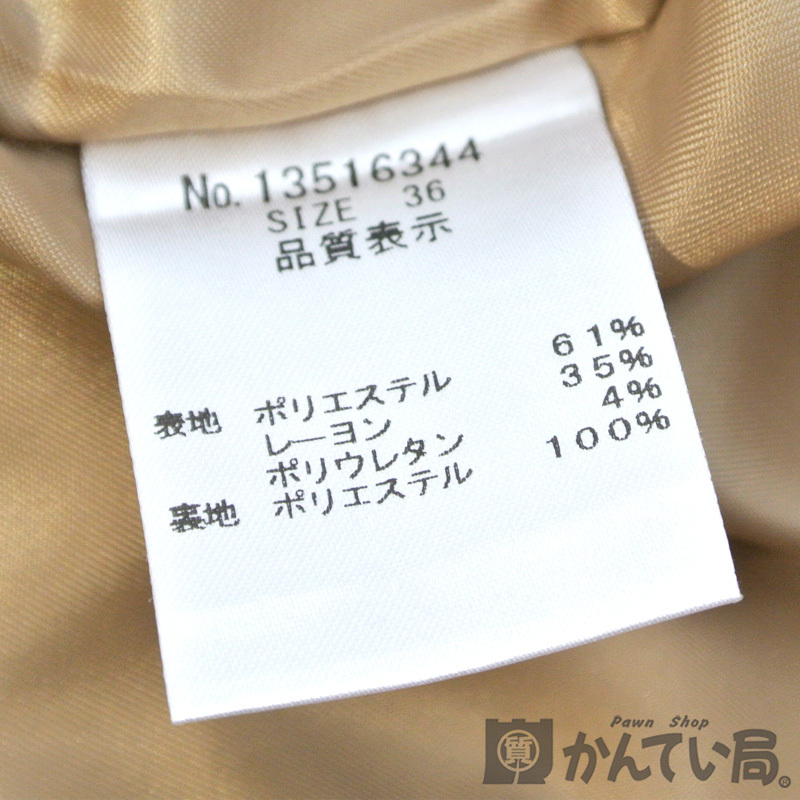 No.13516344
SIZE 36
品質表示
表地 ポリエステル 61%
レーヨン 35%
ポリウレタン 4%
裏地 ポリエステル 100%
Pawn Shop
質 かんてい局®